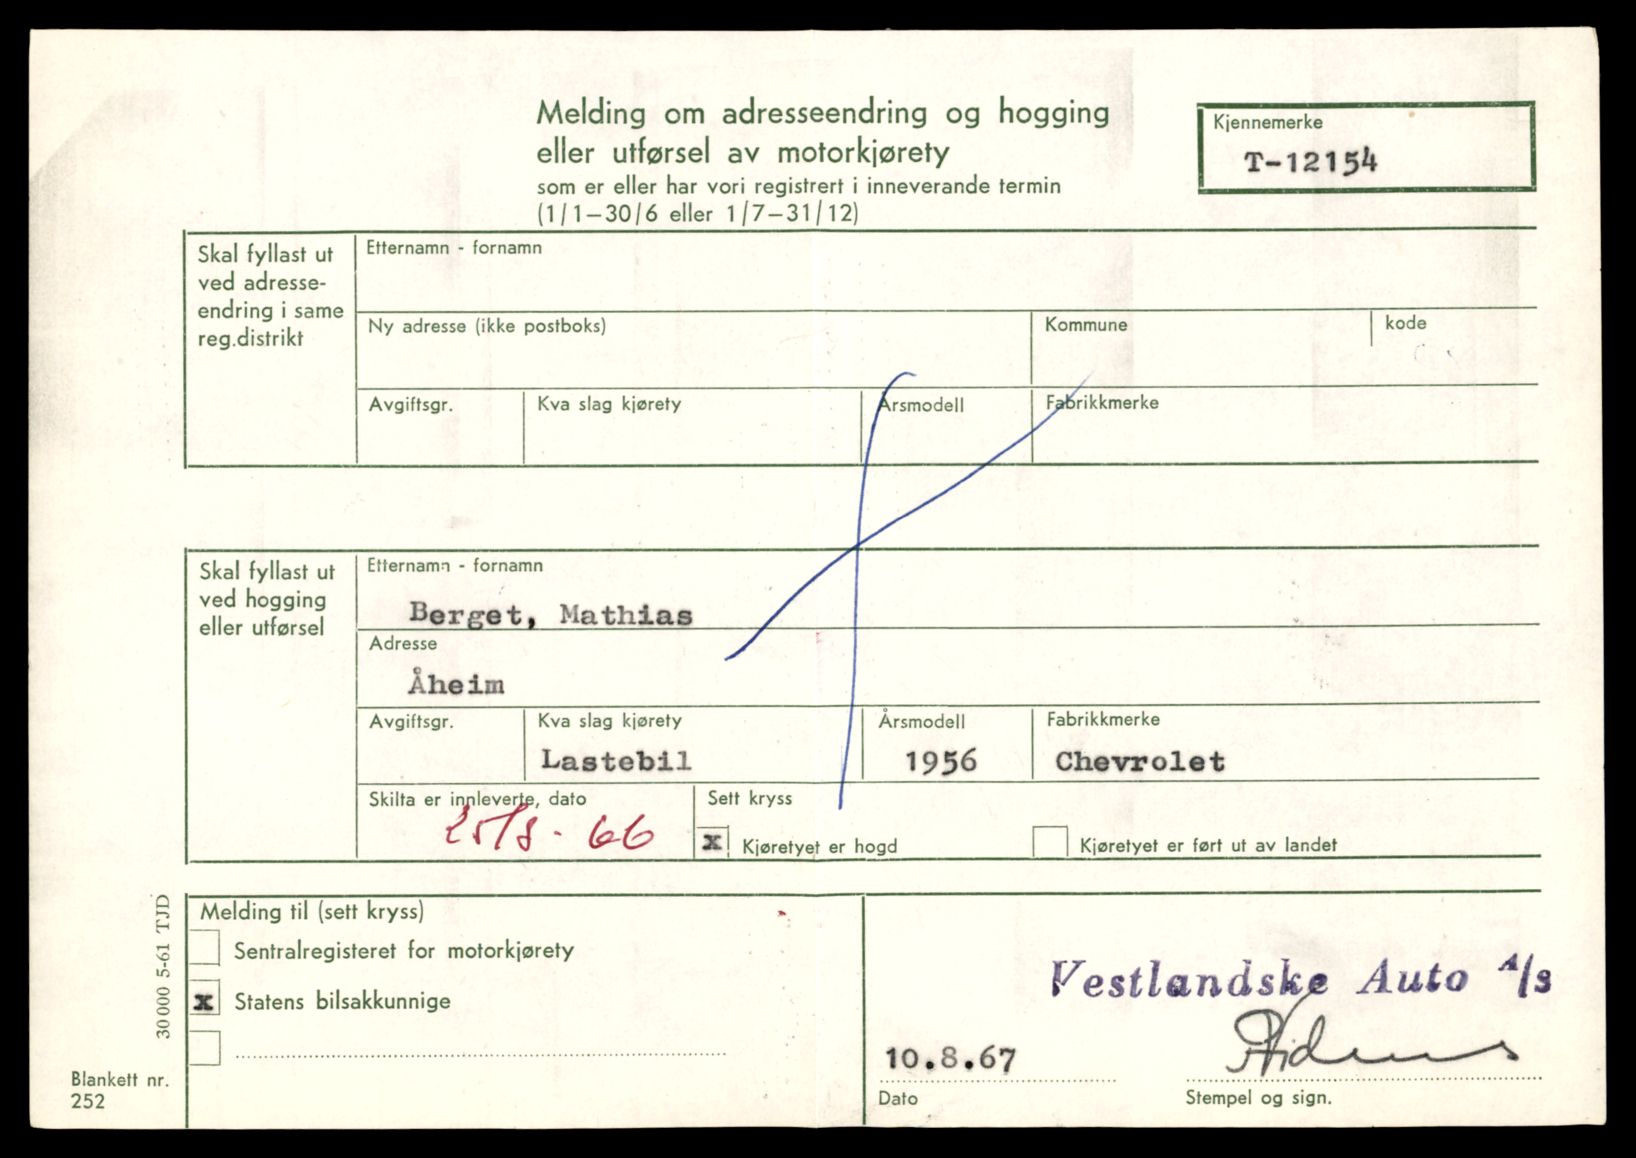 Melding om adresseendring og hogging
eller utførsel av motorkjørety
som er eller har vori registrert i inneverande termin
(1/1–30/6 eller 1/7–31/12)
Kjennemerke
T-12154
Skal fyllast ut
ved adresse-
endring i same
reg.distrikt
Etternamn - fornamn
Ny adresse (ikke postboks)
Kommune
kode
Avgiftsgr.
Kva slag kjørety
Årsmodell
Fabrikkmerke
Skal fyllast ut
ved hogging
eller utførsel
Etternamn - fornamn
Berget, Mathias
Adresse
Åheim
Avgiftsgr.
Kva slag kjørety
Årsmodell
Fabrikkmerke
Lastebil
1956
Chevrolet
Skilta er innleverte, dato
25/8 - 66
Sett kryss
x Kjøretyet er hogd
Kjøretyet er ført ut av landet
Melding til (sett kryss)
Sentralregisteret for motorkjørety
x Statens bilsakkunnige
30 000 5-61 TJD
Blankett nr.
252
Vestlandske Auto A/S
10.8.67
Dato
Stempel og sign.